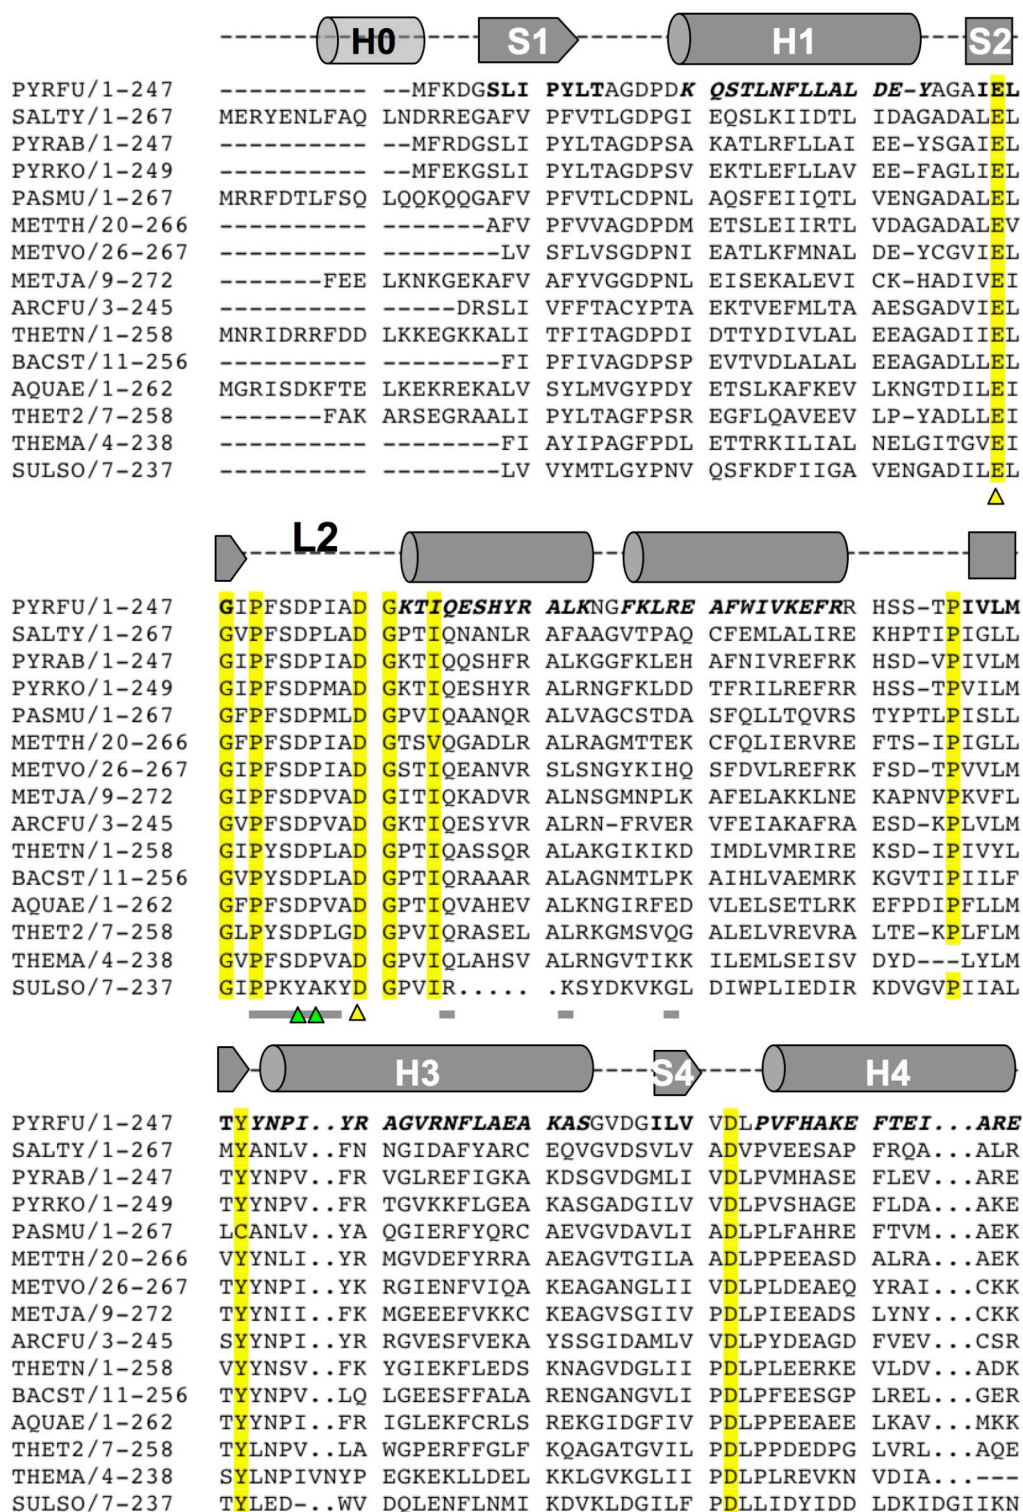 H0 S1 H1 S2
PYRFU/1-247 ---------- --MFKDGSLI PYLTAGDPDK QSTLNFLLAL DE-YAGAIEL
SALTY/1-267 MERYENLFAQ LNDRREGAFV PFVTLGDPGI EQSLKIIDTL IDAGADALEL
PYRAB/1-247 ---------- --MFRDGSLI PYLTAGDPSA KATLRFLLAI EE-YSGAIEL
PYRKO/1-249 ---------- --MFEKGSLI PYLTAGDPSV EKTLEFLLAV EE-FAGLIEL
PASMU/1-267 MRRFDTLFSQ LQQKQQGAFV PFVTLCDPNL AQSFEIIQTL VENGADALEL
METTH/20-266 ---------- ------AFV PFVVAGDPDM ETSLEIIRTL VDAGADALEV
METVO/26-267 ---------- --------LV SFLVSGDPNI EATLKFMNAL DE-YCGVIEL
METJA/9-272 -------FEE LKNKGEKAFV AFYVGGDPNL EISEKALEVI CK-HADIVEI
ARCFU/3-245 ---------- -----DRSLI VFFTACYPTA EKTVEFMLTA AESGADVIEL
THETN/1-258 MNRIDRRFDD LKKEGKKALI TFITAGDPDI DTTYDIVLAL EEAGADIIEL
BACST/11-256 ---------- --------FI PFIVAGDPSP EVTVDLALAL EEAGADLLEL
AQUAE/1-262 MGRISDKFTE LKEKREKALV SYLMVGYPDY ETSLKAFKEV LKNGTDILEI
THET2/7-258 -------FAK ARSEGRAALI PYLTAGFPSR EGFLQAVEEV LP-YADLLEI
THEMA/4-238 ---------- --------FI AYIPAGFPDL ETTRKILIAL NELGITGVEI
SULSO/7-237 ---------- --------LV VYMTLGYPNV QSFKDFIIGA VENGADILEL
L2
PYRFU/1-247 GIPFSDPIAD GKTIQESHYR ALKNGFKLRE AFWIVKEFRR HSS-TPIVLM
SALTY/1-267 GVPFSDPLAD GPTIQNANLR AFAAGVTPAQ CFEMLALIRE KHPTIPIGLL
PYRAB/1-247 GIPFSDPIAD GKTIQQSHFR ALKGGFKLEH AFNIVREFRK HSD-VPIVLM
PYRKO/1-249 GIPFSDPMAD GKTIQESHYR ALRNGFKLDD TFRILREFRR HSS-TPVILM
PASMU/1-267 GFPFSDPMLD GPVIQAANQR ALVAGCSTDA SFQLLTQVRS TYPTLPISLL
METTH/20-266 GFPFSDPIAD GTSVQGADLR ALRAGMTTEK CFQLIERVRE FTS-IPIGLL
METVO/26-267 GIPFSDPIAD GSTIQEANVR SLSNGYKIHQ SFDVLREFRK FSD-TPVVLM
METJA/9-272 GIPFSDPVAD GITIQKADVR ALNSGMNPLK AFELAKKLNE KAPNVPKVFL
ARCFU/3-245 GVPFSDPVAD GKTIQESYVR ALRN-FRVER VFEIAKAFRA ESD-KPLVLM
THETN/1-258 GIPYSDPLAD GPTIQASSQR ALAKGIKIKD IMDLVMRIRE KSD-IPIVYL
BACST/11-256 GVPYSDPLAD GPTIQRAAAR ALAGNMTLPK AIHLVAEMRK KGVTIPIILF
AQUAE/1-262 GFPFSDPVAD GPTIQVAHEV ALKNGIRFED VLELSETLRK EFPDIPFLLM
THET2/7-258 GLPYSDPLGD GPVIQRASEL ALRKGMSVQG ALELVREVRA LTE-KPLFLM
THEMA/4-238 GVPFSDPVAD GPVIQLAHSV ALRNGVTIKK ILEMLSEISV DYD---LYLM
SULSO/7-237 GIPPKYAKYD GPVIR..... .KSYDKVKGL DIWPLIEDIR KDVGVPIIAL
H3 S4 H4
PYRFU/1-247 TYYNPI..YR AGVRNFLAEA KASGVDGILV VDLPVFHAKE FTEI...ARE
SALTY/1-267 MYANLV..FN NGIDAFYARC EQVGVDSVLV ADVPVEESAP FRQA...ALR
PYRAB/1-247 TYYNPV..FR VGLREFIGKA KDSGVDGMLI VDLPVMHASE FLEV...ARE
PYRKO/1-249 TYYNPV..FR TGVKKFLGEA KASGADGILV VDLPVSHAGE FLDA...AKE
PASMU/1-267 LCANLV..YA QGIERFYQRC AEVGVDAVLI ADLPLFAHRE FTVM...AEK
METTH/20-266 VYYNLI..YR MGVDEFYRRA AEAGVTGILA ADLPPEEASD ALRA...AEK
METVO/26-267 TYYNPI..YK RGIENFVIQA KEAGANGLII VDLPLDEAEQ YRAI...CKK
METJA/9-272 TYYNII..FK MGEEEFVKKC KEAGVSGIIV PDLPIEEADS LYNY...CKK
ARCFU/3-245 SYYNPI..YR RGVESFVEKA YSSGIDAMLV VDLPYDEAGD FVEV...CSR
THETN/1-258 VYYNSV..FK YGIEKFLEDS KNAGVDGLII PDLPLEERKE VLDV...ADK
BACST/11-256 TYYNPV..LQ LGEESFFALA RENGANGVLI PDLPFEESGP LREL...GER
AQUAE/1-262 TYYNPI..FR IGLEKFCRLS REKGIDGFIV PDLPPEEAEE LKAV...MKK
THET2/7-258 TYLNPV..LA WGPERFFGLF KQAGATGVIL PDLPPDEDPG LVRL...AQE
THEMA/4-238 SYLNPIVNYP EGKEKLLDEL KKLGVKGLII PDLPLREVKN VDIA...---
SULSO/7-237 TYLED-..WV DQLENFLNMI KDVKLDGILF PDLLIDYIDD LDKIDGIIKN